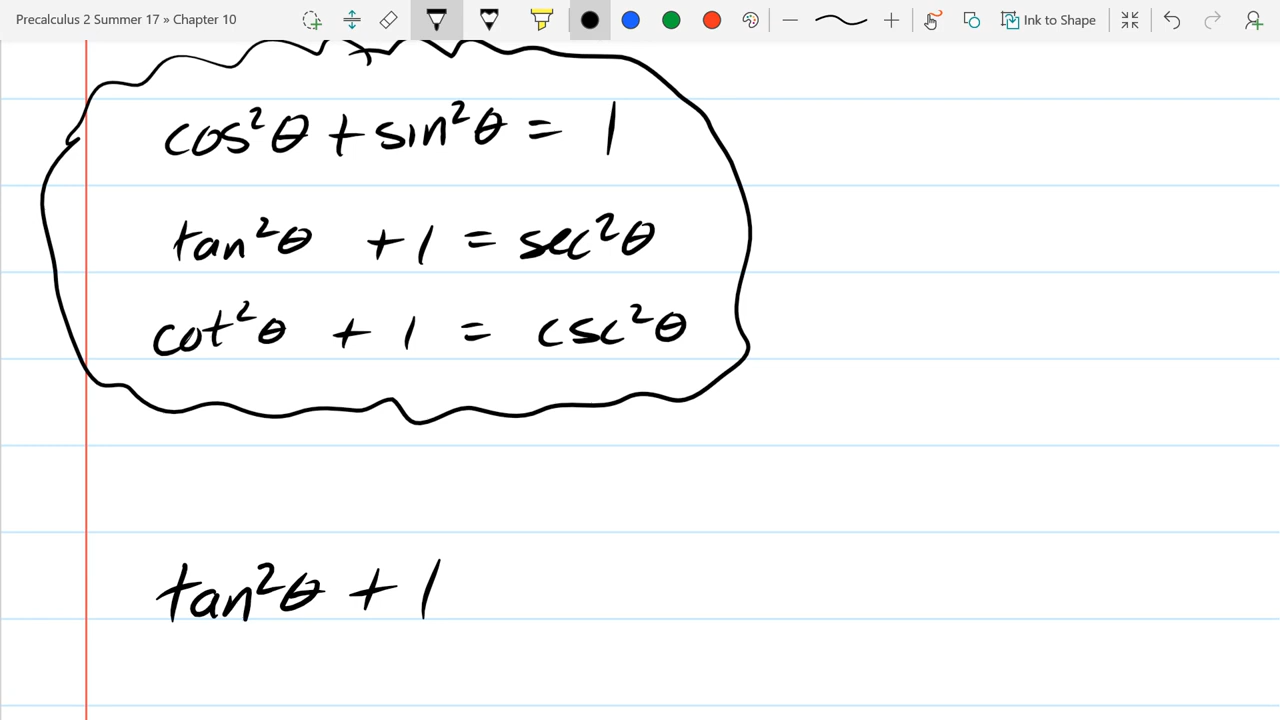 Precalculus 2 Summer 17 » Chapter 10
Ink to Shape
cos²θ + sin²θ = 1
tan²θ + 1 = sec²θ
cot²θ + 1 = csc²θ
tan²θ + 1